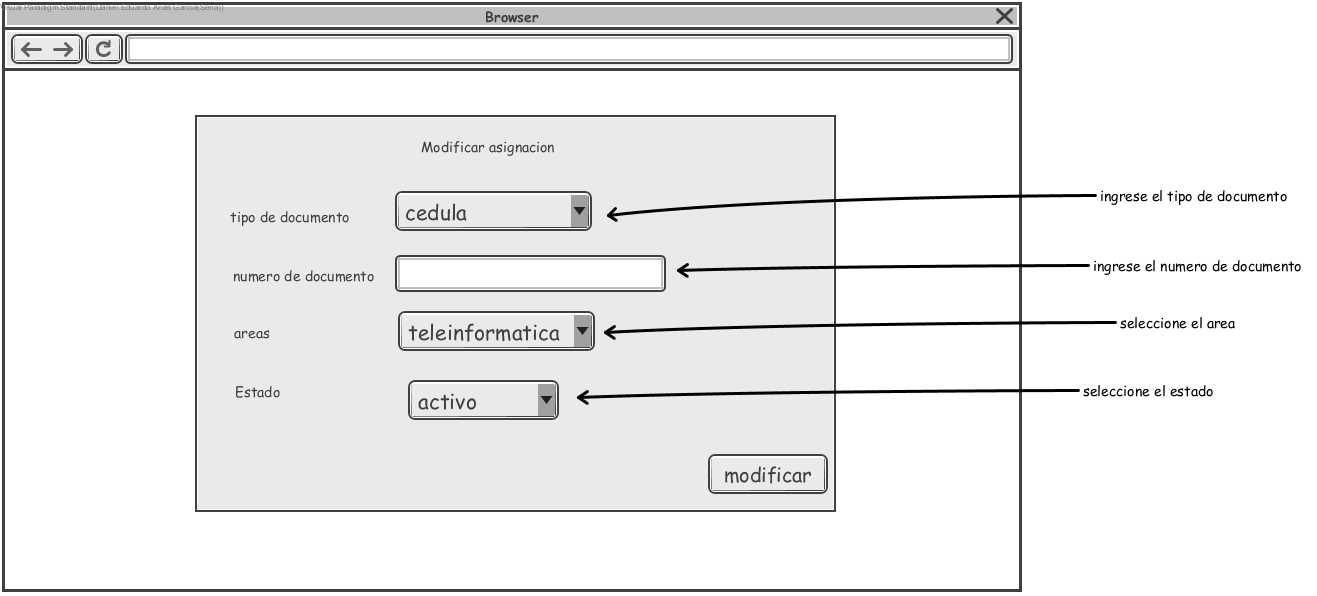 Visual Paradigm Standard(Daniel Eduardo Arias Garcia(Sena))
Browser
Modificar asignacion
tipo de documento
cedula
ingrese el tipo de documento
numero de documento
ingrese el numero de documento
areas
teleinformatica
seleccione el area
Estado
activo
seleccione el estado
modificar